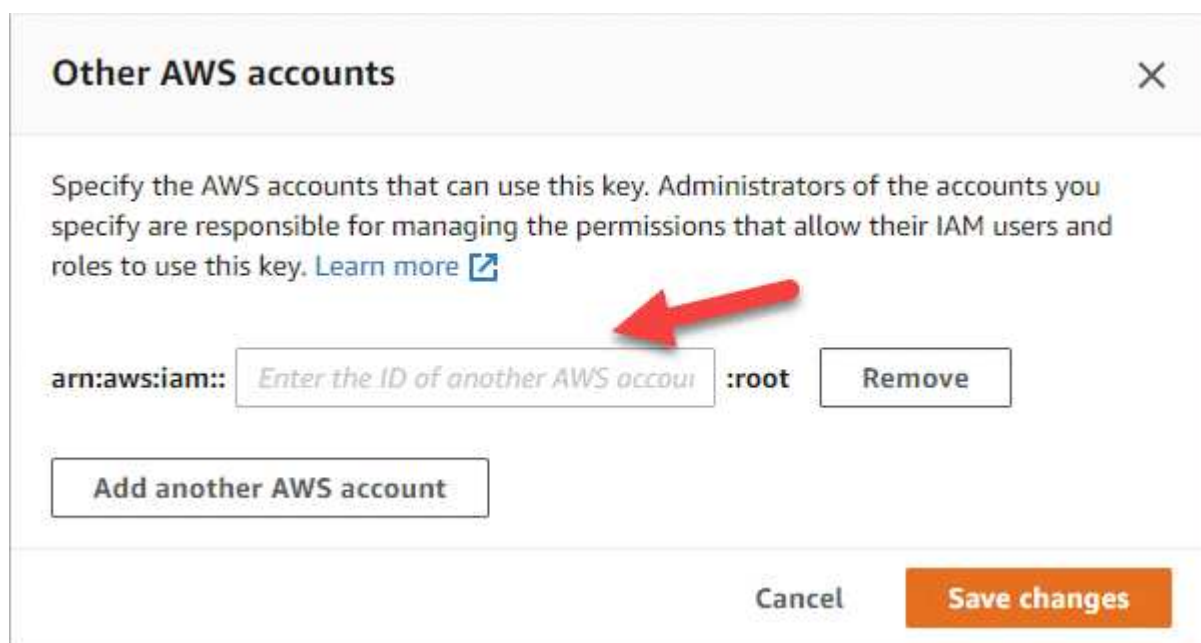 Other AWS accounts
Specify the AWS accounts that can use this key. Administrators of the accounts you
specify are responsible for managing the permissions that allow their IAM users and
roles to use this key. Learn more
arn:aws:iam:: Enter the ID of another AWS accoun :root Remove
Add another AWS account
Cancel Save changes